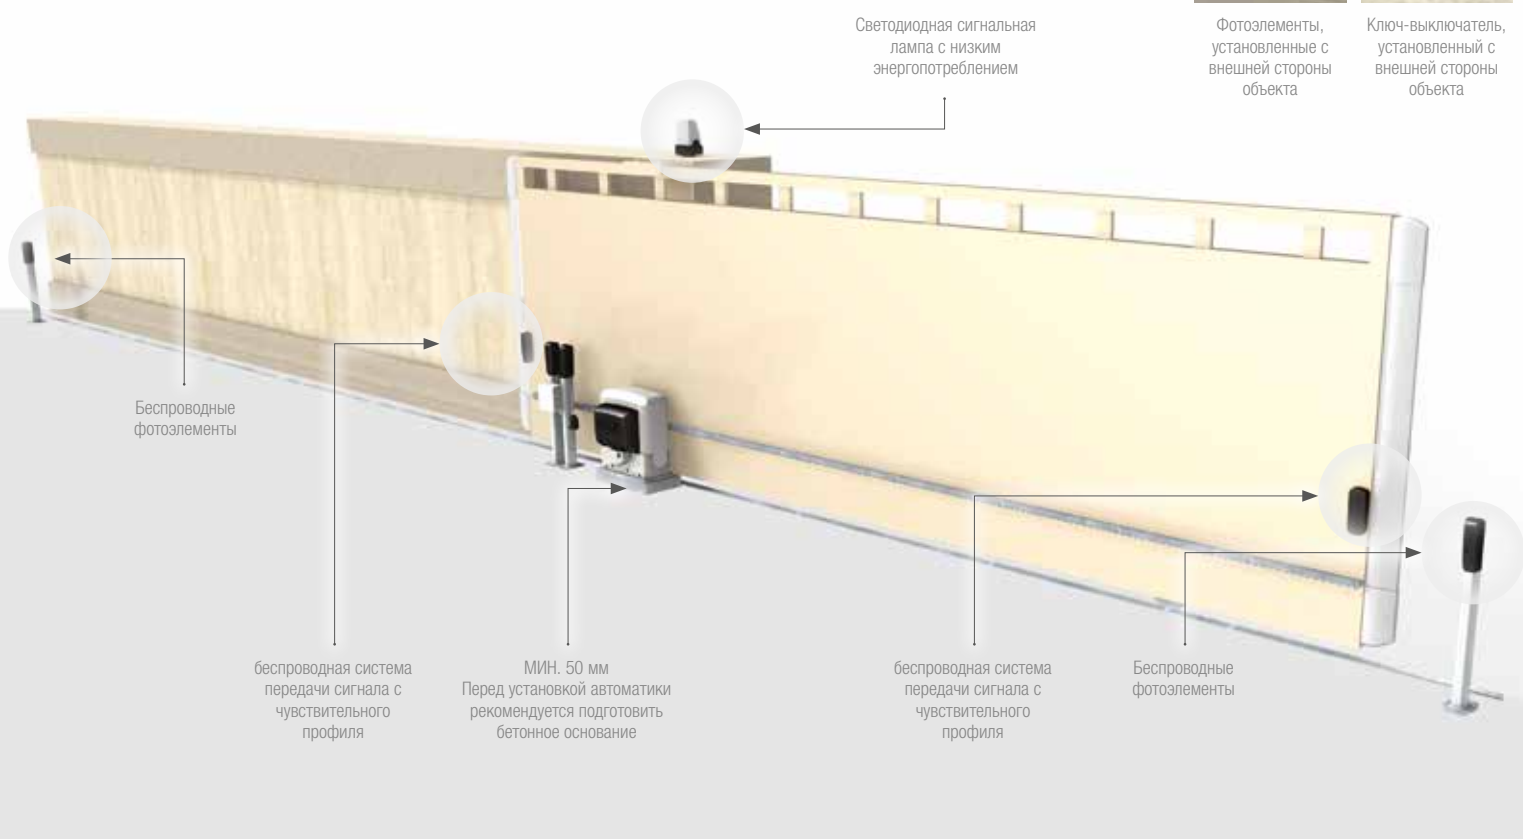 Светодиодная сигнальная
лампа с низким
энергопотреблением
Фотоэлементы,
установленные с
внешней стороны
объекта
Ключ-выключатель,
установленный с
внешней стороны
объекта
Беспроводные
фотоэлементы
беспроводная система
передачи сигнала с
чувствительного
профиля
МИН. 50 мм
Перед установкой автоматики
рекомендуется подготовить
бетонное основание
беспроводная система
передачи сигнала с
чувствительного
профиля
Беспроводные
фотоэлементы